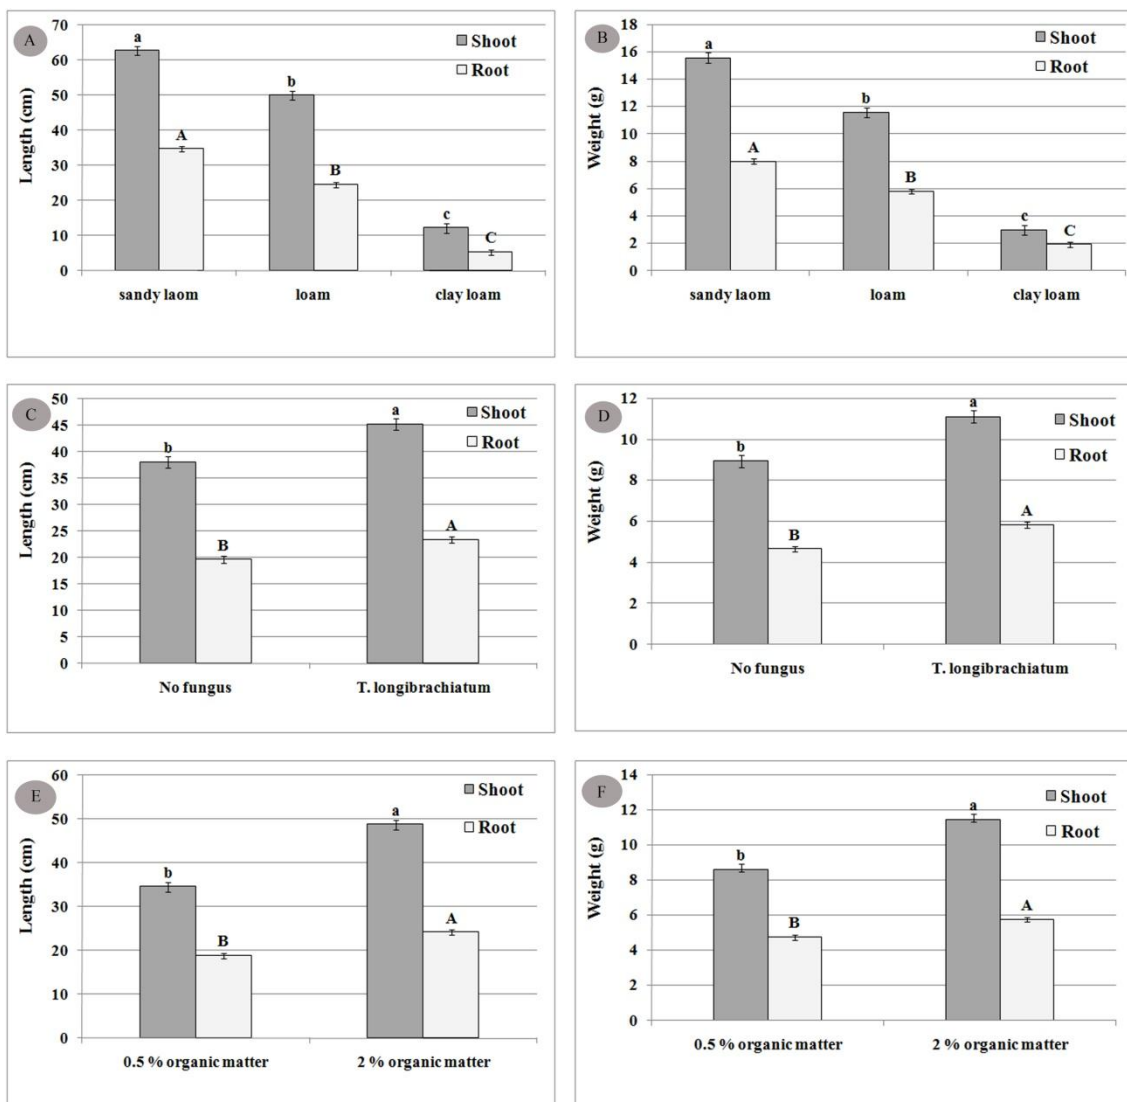 A
70
60
50
40
30
20
10
0
Length (cm)
a
A
b
B
c
C
Shoot
Root
sandy laom loam clay loam
B
18
16
14
12
10
8
6
4
2
0
Weight (g)
a
A
b
B
c
C
Shoot
Root
sandy laom loam clay loam
C
50
45
40
35
30
25
20
15
10
5
0
Length (cm)
b
B
a
A
Shoot
Root
No fungus T. longibrachiatum
D
12
10
8
6
4
2
0
Weight (g)
b
B
a
A
Shoot
Root
No fungus T. longibrachiatum
E
60
50
40
30
20
10
0
Length (cm)
b
B
a
A
Shoot
Root
0.5 % organic matter 2 % organic matter
F
14
12
10
8
6
4
2
0
Weight (g)
b
B
a
A
Shoot
Root
0.5 % organic matter 2 % organic matter